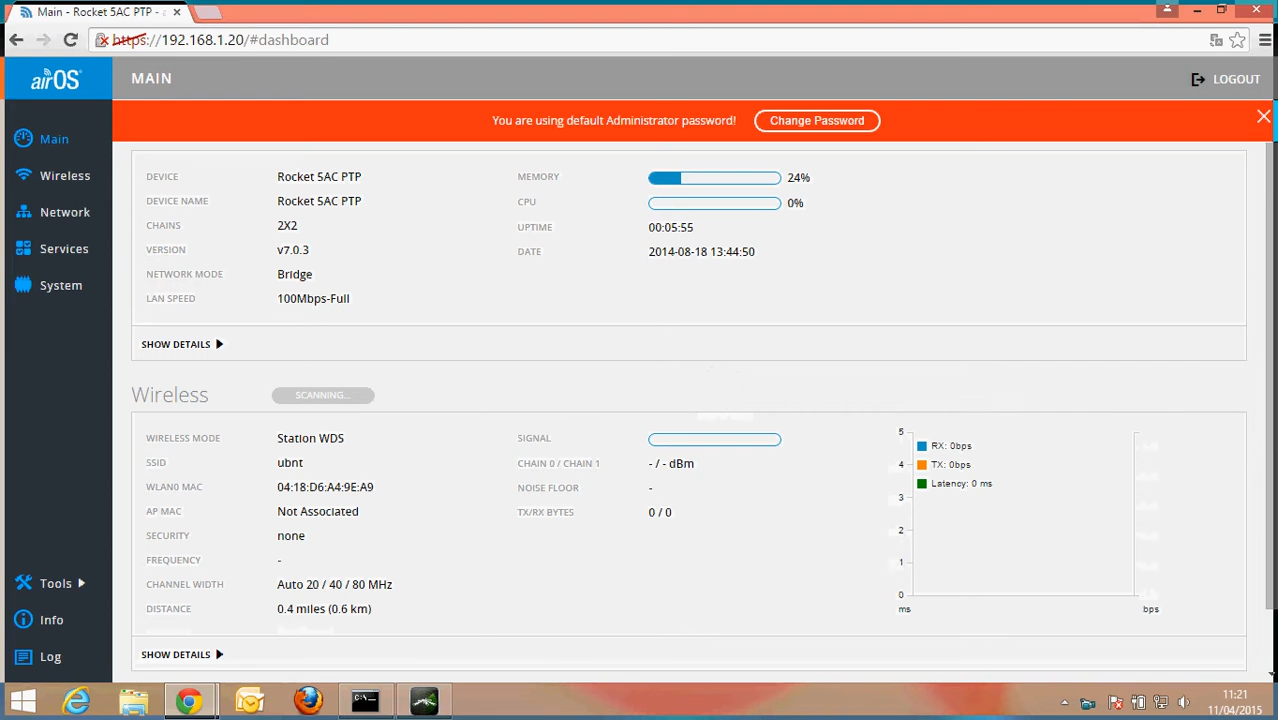 Main - Rocket 5AC PTP -
https://192.168.1.20/#dashboard
airOS
MAIN
LOGOUT
You are using default Administrator password!
Change Password
Main
Wireless
Network
Services
System
Tools
Info
Log
DEVICE Rocket 5AC PTP
DEVICE NAME Rocket 5AC PTP
CHAINS 2X2
VERSION v7.0.3
NETWORK MODE Bridge
LAN SPEED 100Mbps-Full
MEMORY 24%
CPU 0%
UPTIME 00:05:55
DATE 2014-08-18 13:44:50
SHOW DETAILS
Wireless
SCANNING...
WIRELESS MODE Station WDS
SSID ubnt
WLAN0 MAC 04:18:D6:A4:9E:A9
AP MAC Not Associated
SECURITY none
FREQUENCY -
CHANNEL WIDTH Auto 20 / 40 / 80 MHz
DISTANCE 0.4 miles (0.6 km)
SIGNAL
CHAIN 0 / CHAIN 1 - / - dBm
NOISE FLOOR -
TX/RX BYTES 0 / 0
5
4
3
2
1
0
ms
RX: 0bps
TX: 0bps
Latency: 0 ms
bps
SHOW DETAILS
C:\_
11:21
11/04/2015